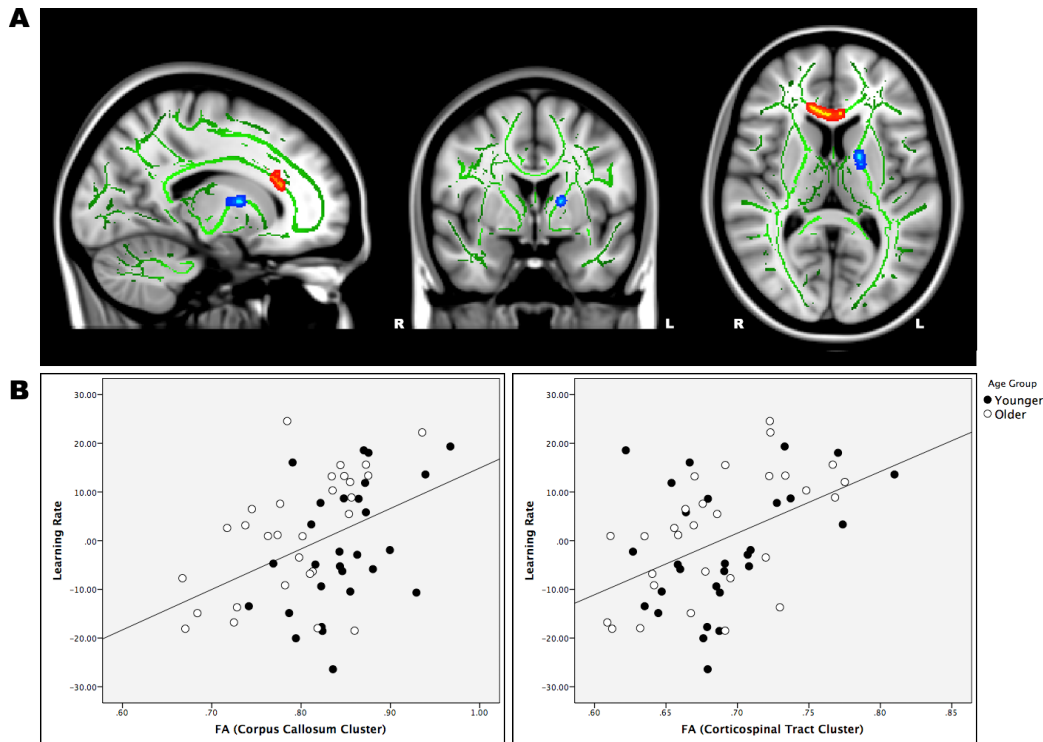 A
R
L
R
L
B
30.00
20.00
10.00
.00
-10.00
-20.00
-30.00
Learning Rate
.60
.70
.80
.90
1.00
FA (Corpus Callosum Cluster)
30.00
20.00
10.00
.00
-10.00
-20.00
-30.00
Learning Rate
.60
.65
.70
.75
.80
.85
FA (Corticospinal Tract Cluster)
Age Group
Younger
Older